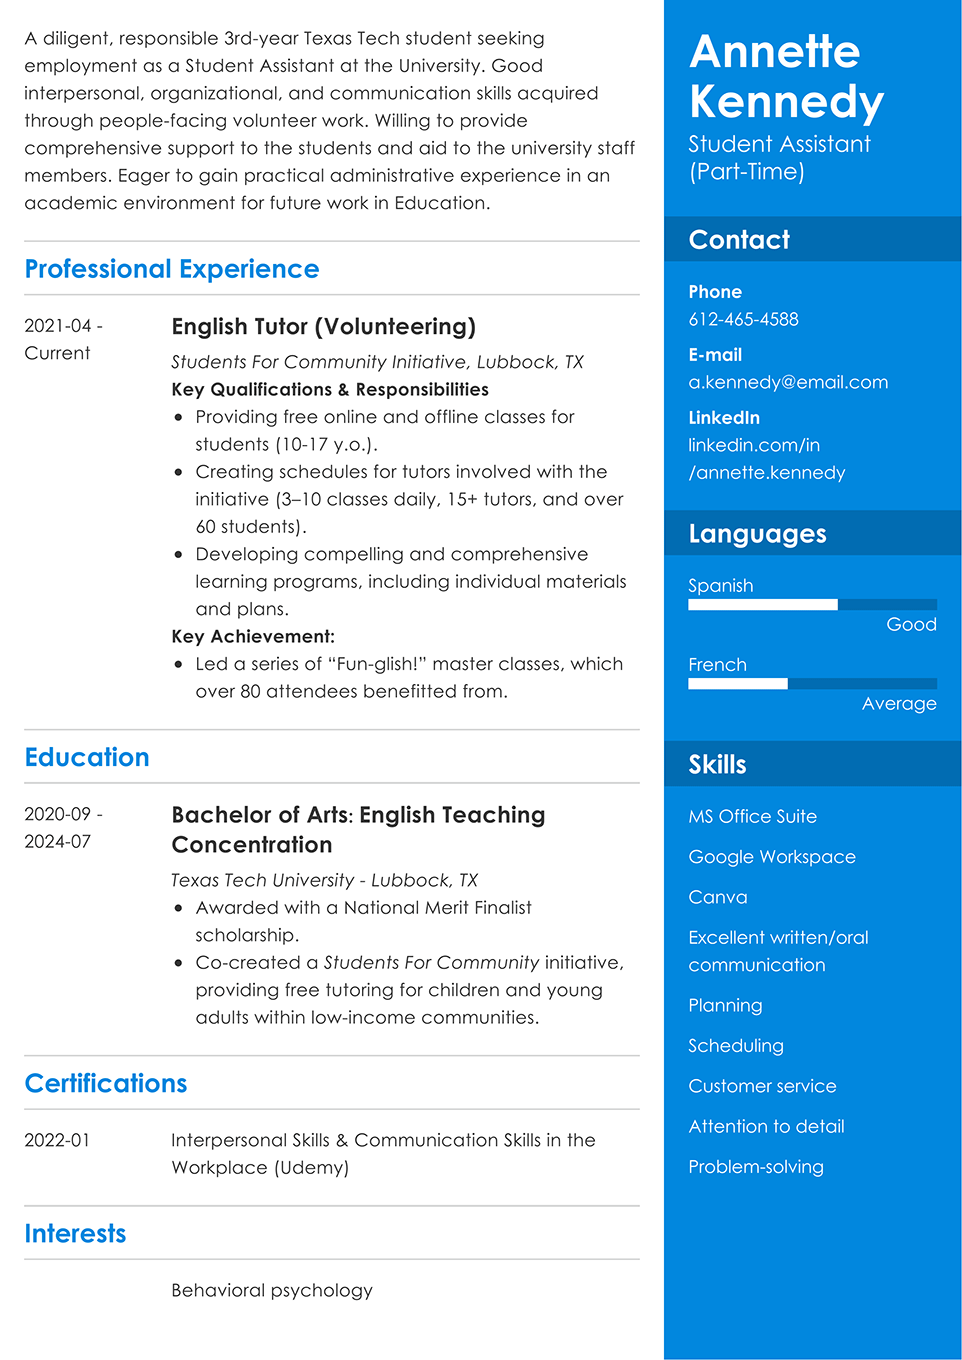 A diligent, responsible 3rd-year Texas Tech student seeking
employment as a Student Assistant at the University. Good
interpersonal, organizational, and communication skills acquired
through people-facing volunteer work. Willing to provide
comprehensive support to the students and aid to the university staff
members. Eager to gain practical administrative experience in an
academic environment for future work in Education.
Professional Experience
2021-04 -
Current
English Tutor (Volunteering)
Students For Community Initiative, Lubbock, TX
Key Qualifications & Responsibilities
• Providing free online and offline classes for
students (10-17 y.o.).
• Creating schedules for tutors involved with the
initiative (3–10 classes daily, 15+ tutors, and over
60 students).
• Developing compelling and comprehensive
learning programs, including individual materials
and plans.
Key Achievement:
• Led a series of “Fun-glish!” master classes, which
over 80 attendees benefitted from.
Education
2020-09 -
2024-07
Bachelor of Arts: English Teaching
Concentration
Texas Tech University - Lubbock, TX
• Awarded with a National Merit Finalist
scholarship.
• Co-created a Students For Community initiative,
providing free tutoring for children and young
adults within low-income communities.
Certifications
2022-01
Interpersonal Skills & Communication Skills in the
Workplace (Udemy)
Interests
Behavioral psychology
Annette
Kennedy
Student Assistant
(Part-Time)
Contact
Phone
612-465-4588
E-mail
a.kennedy@email.com
LinkedIn
linkedin.com/in
/annette.kennedy
Languages
Spanish
Good
French
Average
Skills
MS Office Suite
Google Workspace
Canva
Excellent written/oral
communication
Planning
Scheduling
Customer service
Attention to detail
Problem-solving